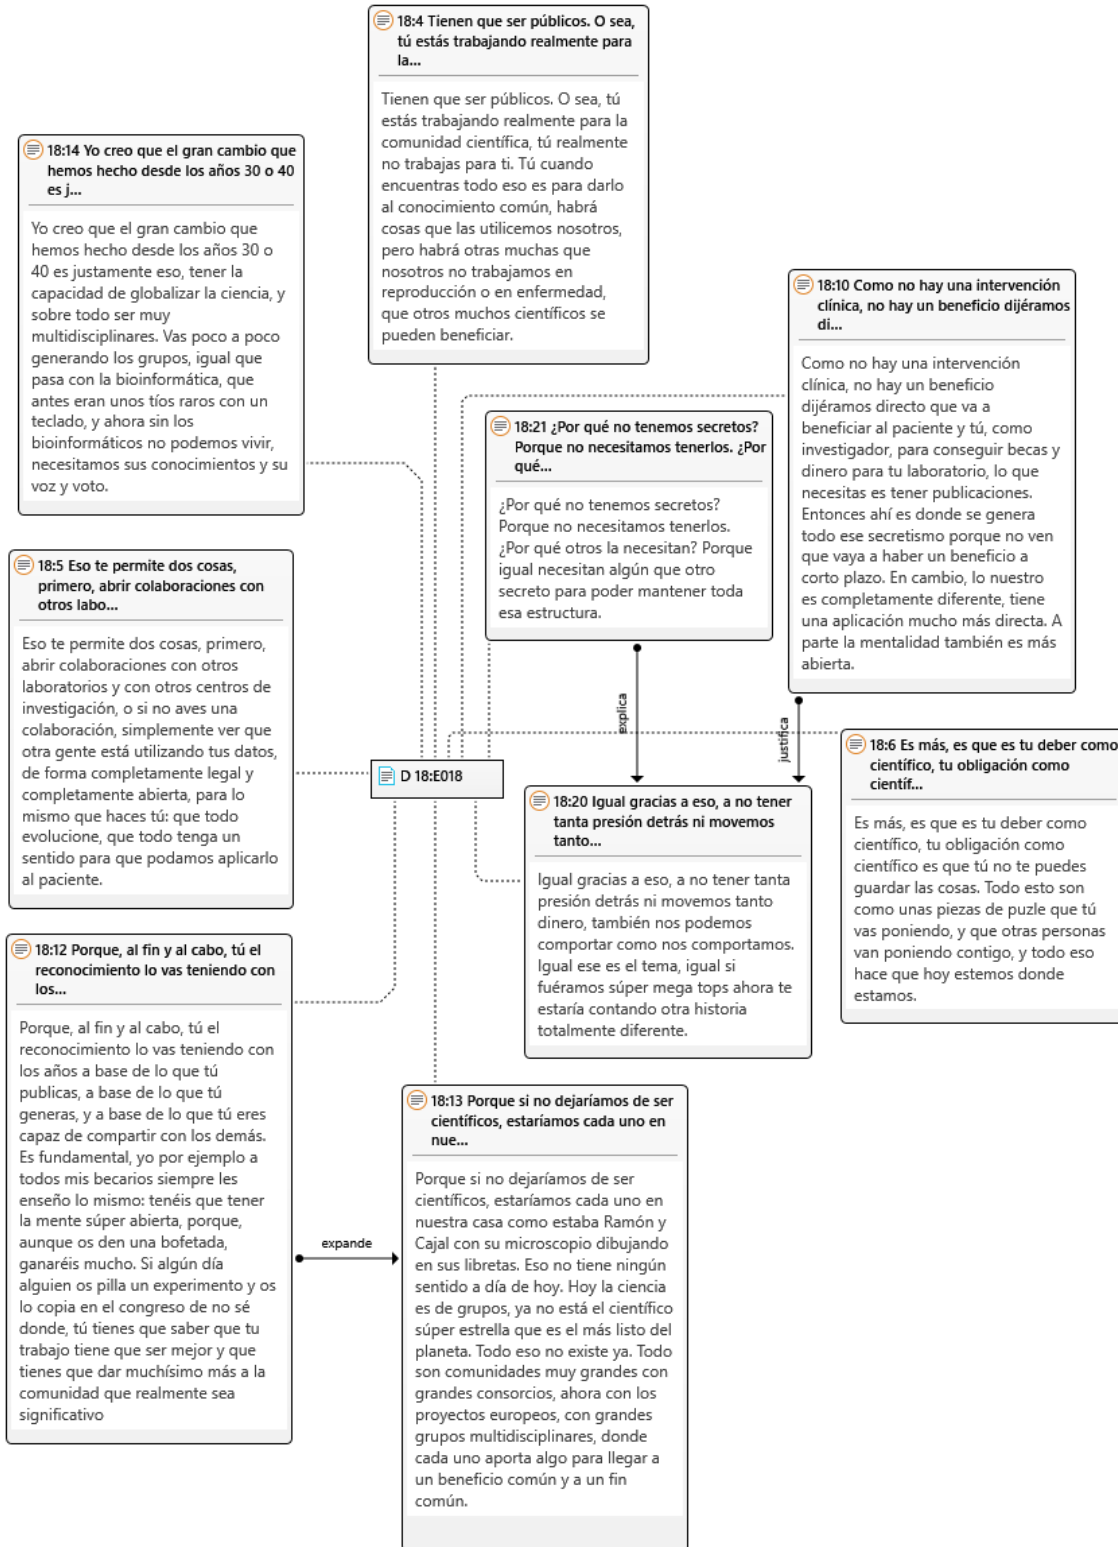 18:4 Tienen que ser públicos. O sea,
tú estás trabajando realmente para
la...
Tienen que ser públicos. O sea, tú
estás trabajando realmente para la
comunidad científica, tú realmente
no trabajas para ti. Tú cuando
encuentras todo eso es para darlo
al conocimiento común, habrá
cosas que las utilicemos nosotros,
pero habrá otras muchas que
nosotros no trabajamos en
reproducción o en enfermedad,
que otros muchos científicos se
pueden beneficiar.
18:14 Yo creo que el gran cambio que
hemos hecho desde los años 30 o 40
es j...
Yo creo que el gran cambio que
hemos hecho desde los años 30 o
40 es justamente eso, tener la
capacidad de globalizar la ciencia, y
sobre todo ser muy
multidisciplinares. Vas poco a poco
generando los grupos, igual que
pasa con la bioinformática, que
antes eran unos tíos raros con un
teclado, y ahora sin los
bioinformáticos no podemos vivir,
necesitamos sus conocimientos y su
voz y voto.
18:10 Como no hay una intervención
clínica, no hay un beneficio dijéramos
di...
Como no hay una intervención
clínica, no hay un beneficio
dijéramos directo que va a
beneficiar al paciente y tú, como
investigador, para conseguir becas y
dinero para tu laboratorio, lo que
necesitas es tener publicaciones.
Entonces ahí es donde se genera
todo ese secretismo porque no ven
que vaya a haber un beneficio a
corto plazo. En cambio, lo nuestro
es completamente diferente, tiene
una aplicación mucho más directa. A
parte la mentalidad también es más
abierta.
18:21 ¿Por qué no tenemos secretos?
Porque no necesitamos tenerlos. ¿Por
qué...
¿Por qué no tenemos secretos?
Porque no necesitamos tenerlos.
¿Por qué otros la necesitan? Porque
igual necesitan algún que otro
secreto para poder mantener toda
esa estructura.
18:5 Eso te permite dos cosas,
primero, abrir colaboraciones con
otros labo...
Eso te permite dos cosas, primero,
abrir colaboraciones con otros
laboratorios y con otros centros de
investigación, o si no aves una
colaboración, simplemente ver que
otra gente está utilizando tus datos,
de forma completamente legal y
completamente abierta, para lo
mismo que haces tú: que todo
evolucione, que todo tenga un
sentido para que podamos aplicarlo
al paciente.
explica
justifica
D 18:E018
18:6 Es más, es que es tu deber como
científico, tu obligación como
científ...
Es más, es que es tu deber como
científico, tu obligación como
científico es que tú no te puedes
guardar las cosas. Todo esto son
como unas piezas de puzle que tú
vas poniendo, y que otras personas
van poniendo contigo, y todo eso
hace que hoy estemos donde
estamos.
18:20 Igual gracias a eso, a no tener
tanta presión detrás ni movemos
tanto...
Igual gracias a eso, a no tener tanta
presión detrás ni movemos tanto
dinero, también nos podemos
comportar como nos comportamos.
Igual ese es el tema, igual si
fuéramos súper mega tops ahora te
estaría contando otra historia
totalmente diferente.
18:12 Porque, al fin y al cabo, tú el
reconocimiento lo vas teniendo con
los...
Porque, al fin y al cabo, tú el
reconocimiento lo vas teniendo con
los años a base de lo que tú
publicas, a base de lo que tú
generas, y a base de lo que tú eres
capaz de compartir con los demás.
Es fundamental, yo por ejemplo a
todos mis becarios siempre les
enseño lo mismo: tenéis que tener
la mente súper abierta, porque,
aunque os den una bofetada,
ganaréis mucho. Si algún día
alguien os pilla un experimento y os
lo copia en el congreso de no sé
donde, tú tienes que saber que tu
trabajo tiene que ser mejor y que
tienes que dar muchísimo más a la
comunidad que realmente sea
significativo
expande
18:13 Porque si no dejaríamos de ser
científicos, estaríamos cada uno en
nue...
Porque si no dejaríamos de ser
científicos, estaríamos cada uno en
nuestra casa como estaba Ramón y
Cajal con su microscopio dibujando
en sus libretas. Eso no tiene ningún
sentido a día de hoy. Hoy la ciencia
es de grupos, ya no está el científico
súper estrella que es el más listo del
planeta. Todo eso no existe ya. Todo
son comunidades muy grandes con
grandes consorcios, ahora con los
proyectos europeos, con grandes
grupos multidisciplinares, donde
cada uno aporta algo para llegar a
un beneficio común y a un fin
común.